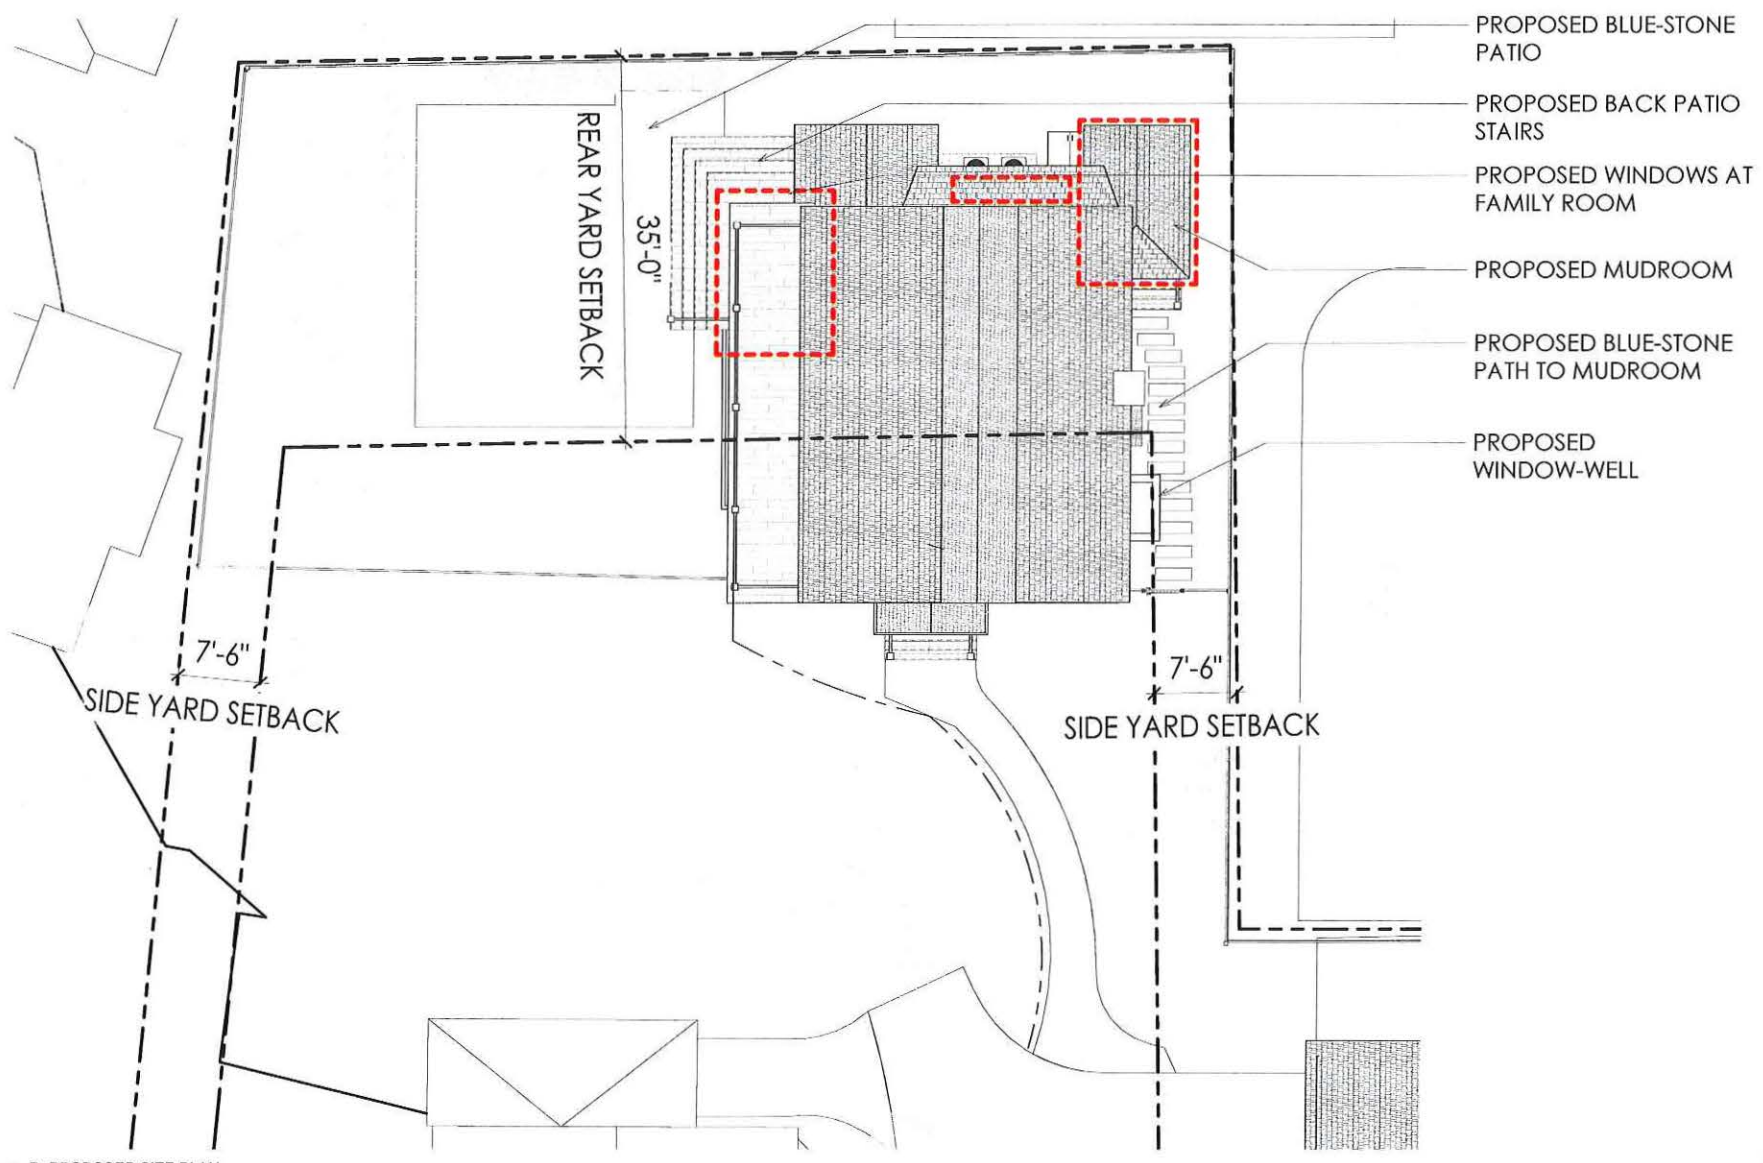 PROPOSED BLUE-STONE
PATIO
PROPOSED BACK PATIO
STAIRS
PROPOSED WINDOWS AT
FAMILY ROOM
PROPOSED MUDROOM
PROPOSED BLUE-STONE
PATH TO MUDROOM
PROPOSED
WINDOW-WELL
REAR YARD SETBACK
35'-0"
7'-6"
SIDE YARD SETBACK
7'-6"
SIDE YARD SETBACK